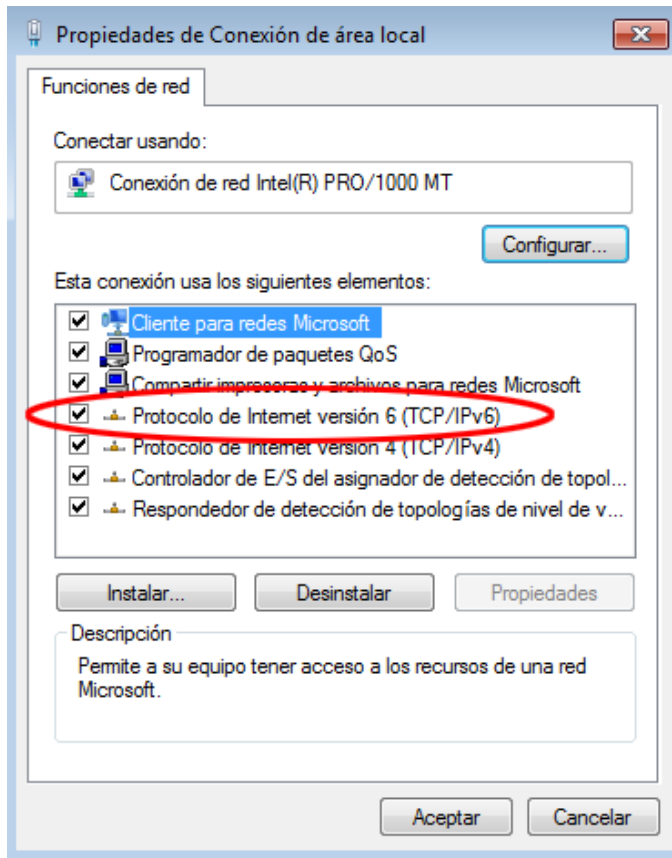 Propiedades de Conexión de área local
Funciones de red
Conectar usando:
Conexión de red Intel(R) PRO/1000 MT
Configurar...
Esta conexión usa los siguientes elementos:
Cliente para redes Microsoft
Programador de paquetes QoS
Compartir impresoras y archivos para redes Microsoft
Protocolo de Internet versión 6 (TCP/IPv6)
Protocolo de Internet versión 4 (TCP/IPv4)
Controlador de E/S del asignador de detección de topol...
Respondedor de detección de topologías de nivel de v...
Instalar...
Desinstalar
Propiedades
Descripción
Permite a su equipo tener acceso a los recursos de una red
Microsoft.
Aceptar
Cancelar